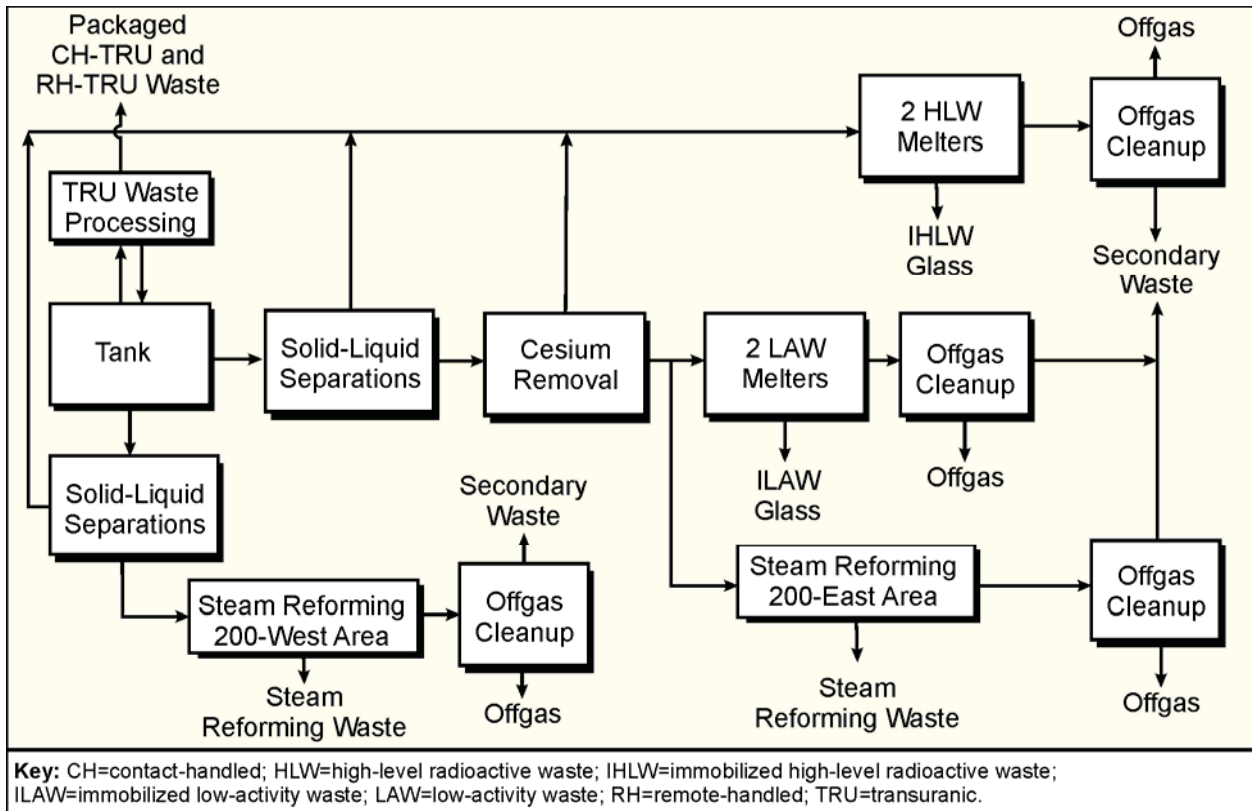 Packaged
CH-TRU and
RH-TRU Waste
Offgas
2 HLW
Melters
Offgas
Cleanup
TRU Waste
Processing
IHLW
Glass
Secondary
Waste
Tank
Solid-Liquid
Separations
Cesium
Removal
2 LAW
Melters
Offgas
Cleanup
Solid-Liquid
Separations
Secondary
Waste
ILAW
Glass
Offgas
Steam Reforming
200-West Area
Offgas
Cleanup
Steam Reforming
200-East Area
Offgas
Cleanup
Steam
Reforming Waste
Offgas
Steam
Reforming Waste
Offgas
Key: CH=contact-handled; HLW=high-level radioactive waste; IHLW=immobilized high-level radioactive waste;
ILAW=immobilized low-activity waste; LAW=low-activity waste; RH=remote-handled; TRU=transuranic.